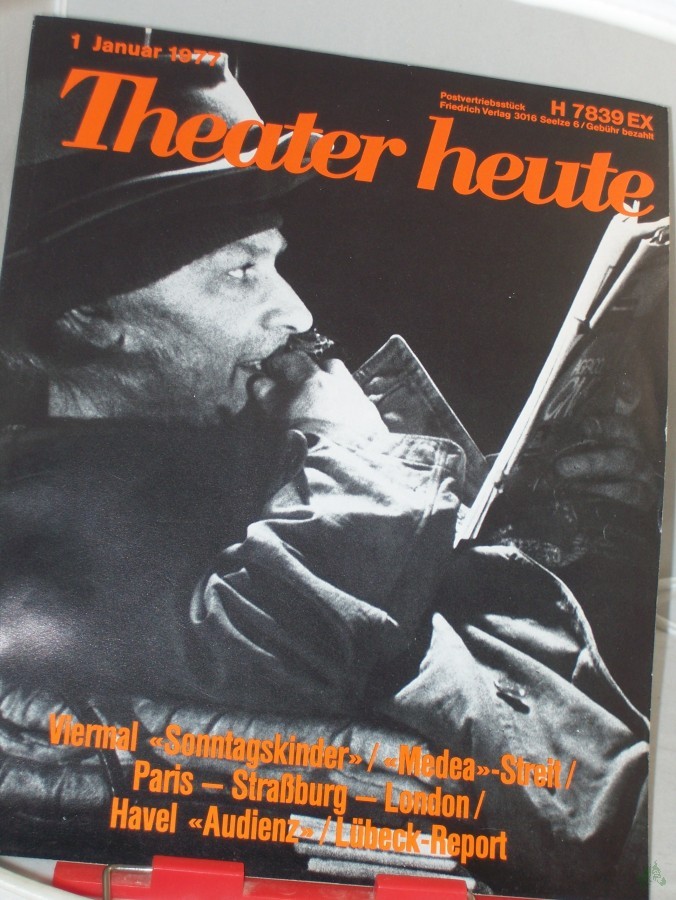 1 Januar 1977
Postvertriebsstück
Friedrich Verlag 3016 Seelze 6/Gebühr bezahlt
H 7839 EX
Theater heute
Viermal «Sonntagskinder»/«Medea»-Streit/
Paris – Straßburg – London/
Havel «Audienz»/Lübeck-Report